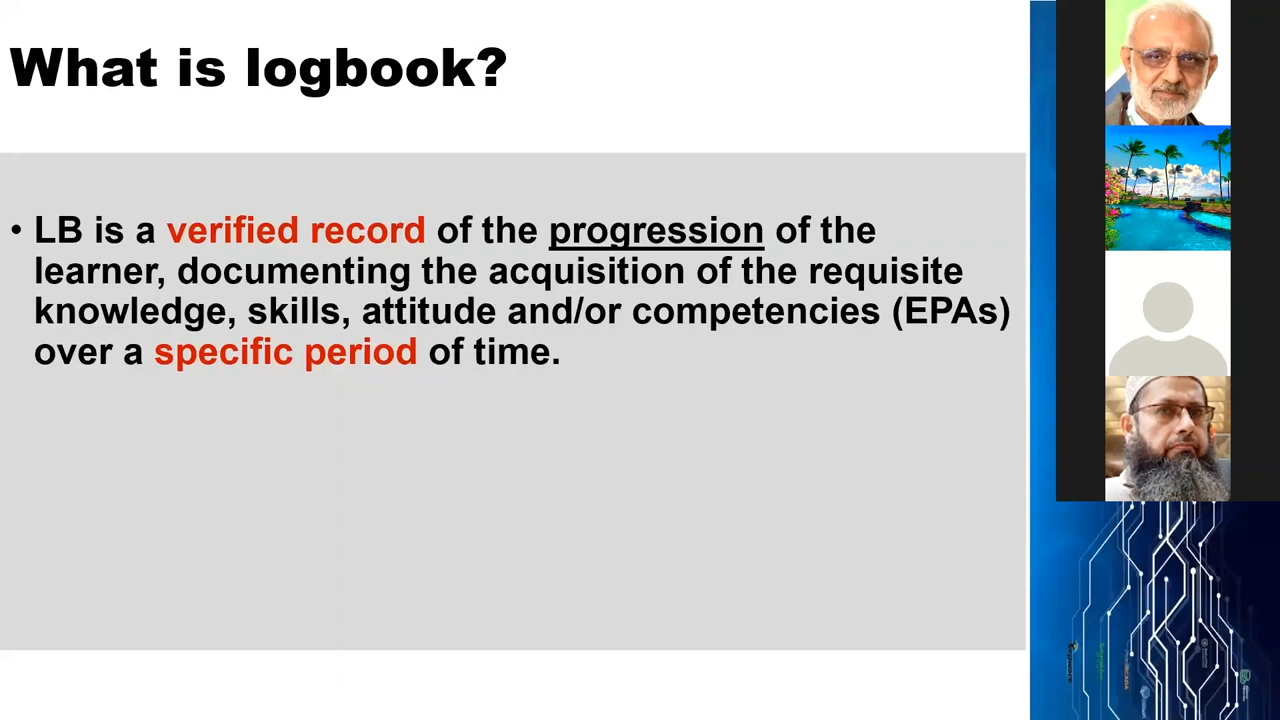 What is logbook?
• LB is a verified record of the progression of the
learner, documenting the acquisition of the requisite
knowledge, skills, attitude and/or competencies (EPAs)
over a specific period of time.